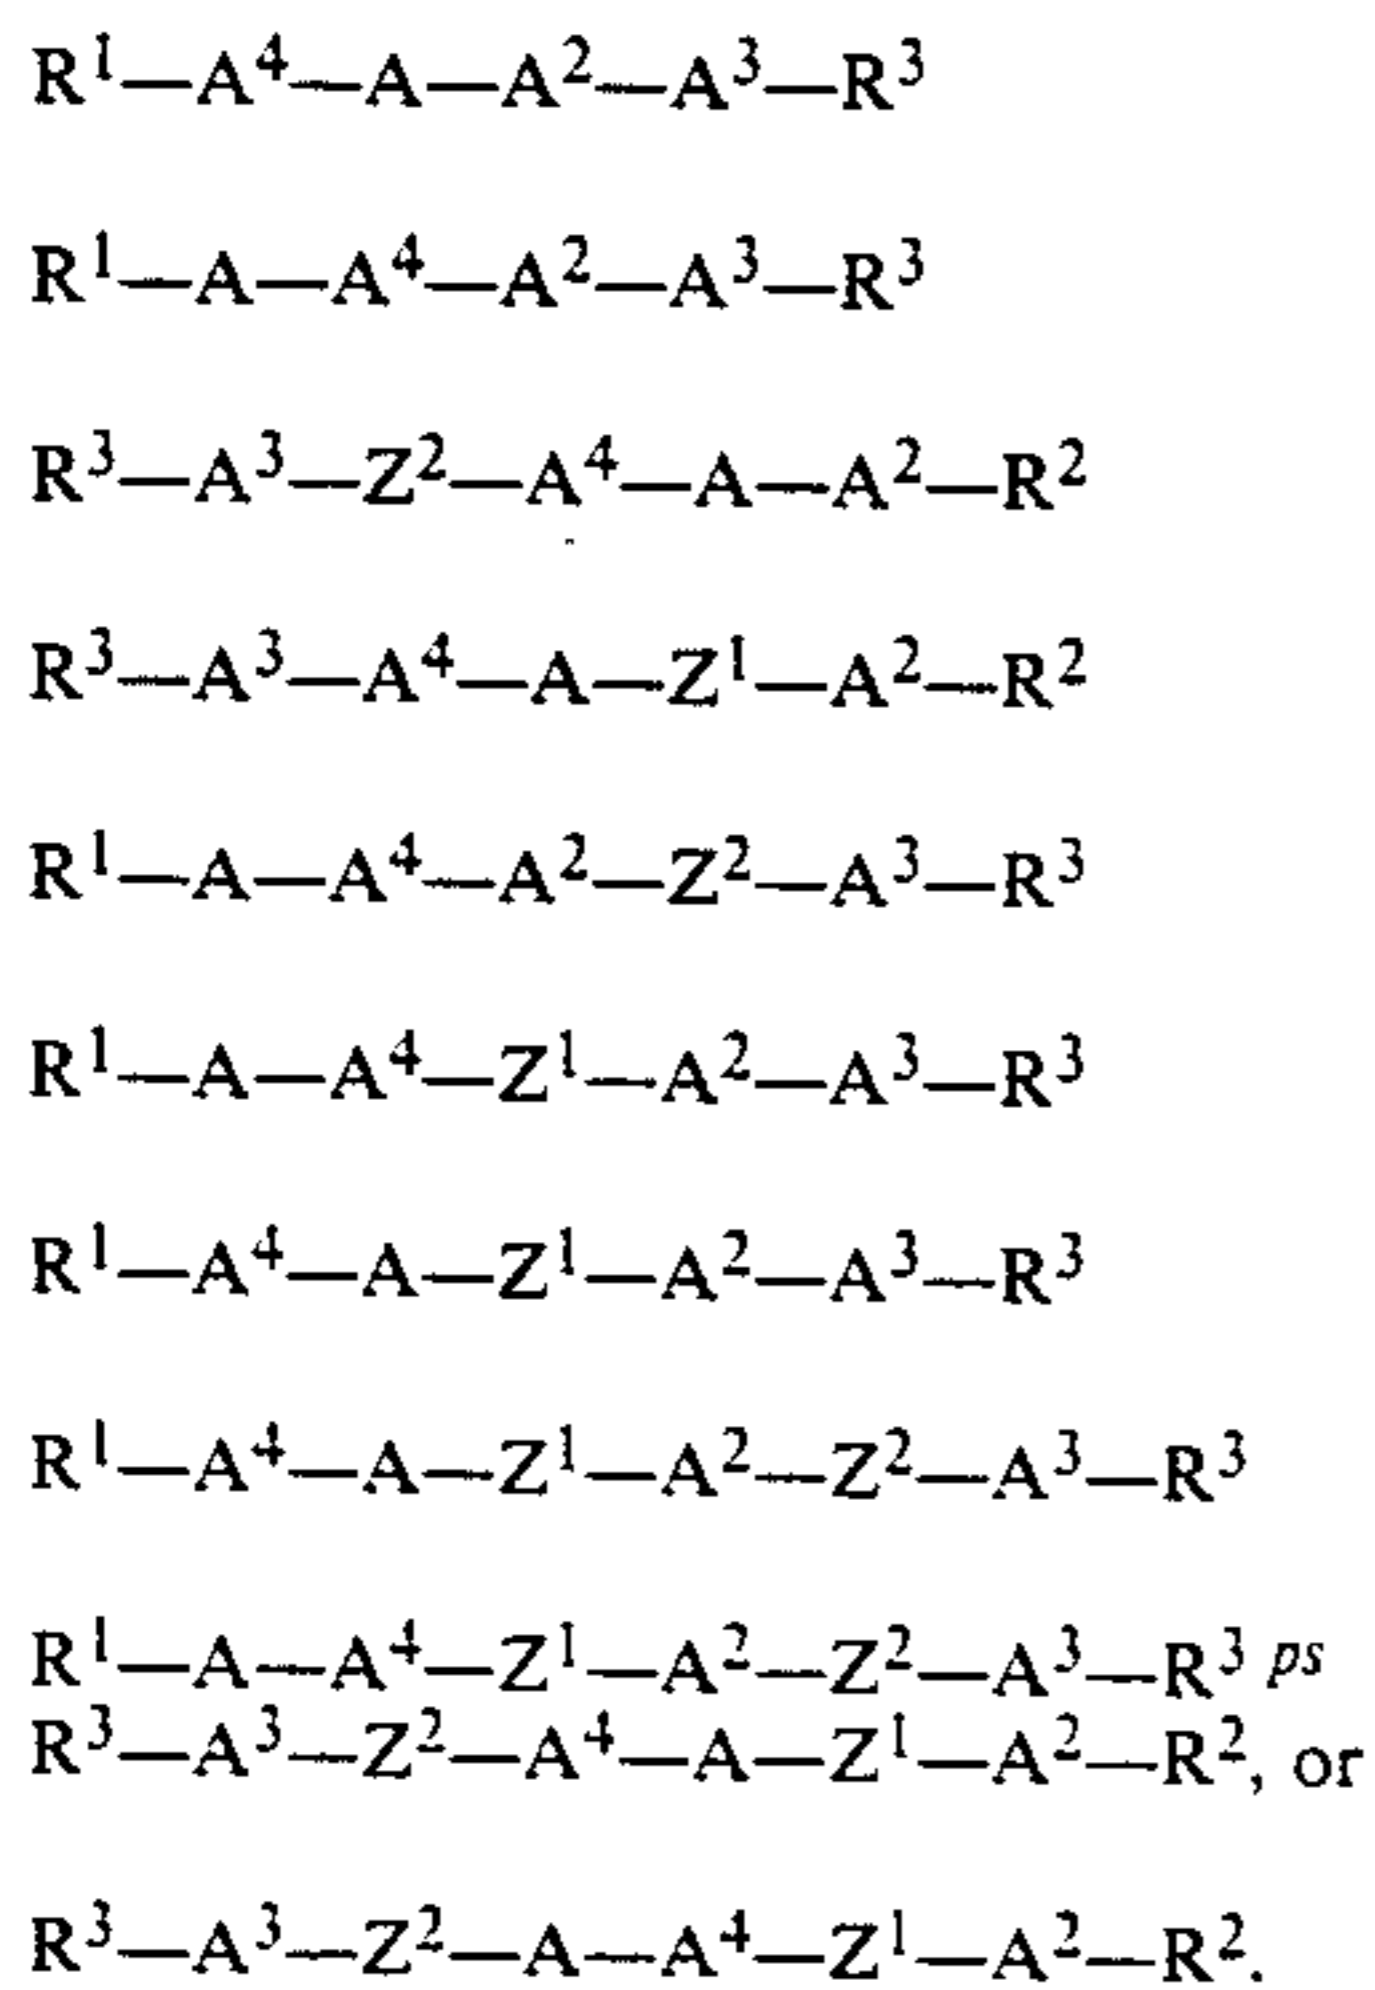 R¹—A⁴—A—A²—A³—R³
R¹—A—A⁴—A²—A³—R³
R³—A³—Z²—A⁴—A—A²—R²
R³—A³—A⁴—A—Z¹—A²—R²
R¹—A—A⁴—A²—Z²—A³—R³
R¹—A—A⁴—Z¹—A²—A³—R³
R¹—A⁴—A—Z¹—A²—A³—R³
R¹—A⁴—A—Z¹—A²—Z²—A³—R³
R¹—A—A⁴—Z¹—A²—Z²—A³—R³ ps
R³—A³—Z²—A⁴—A—Z¹—A²—R², or
R³—A³—Z²—A—A⁴—Z¹—A²—R².